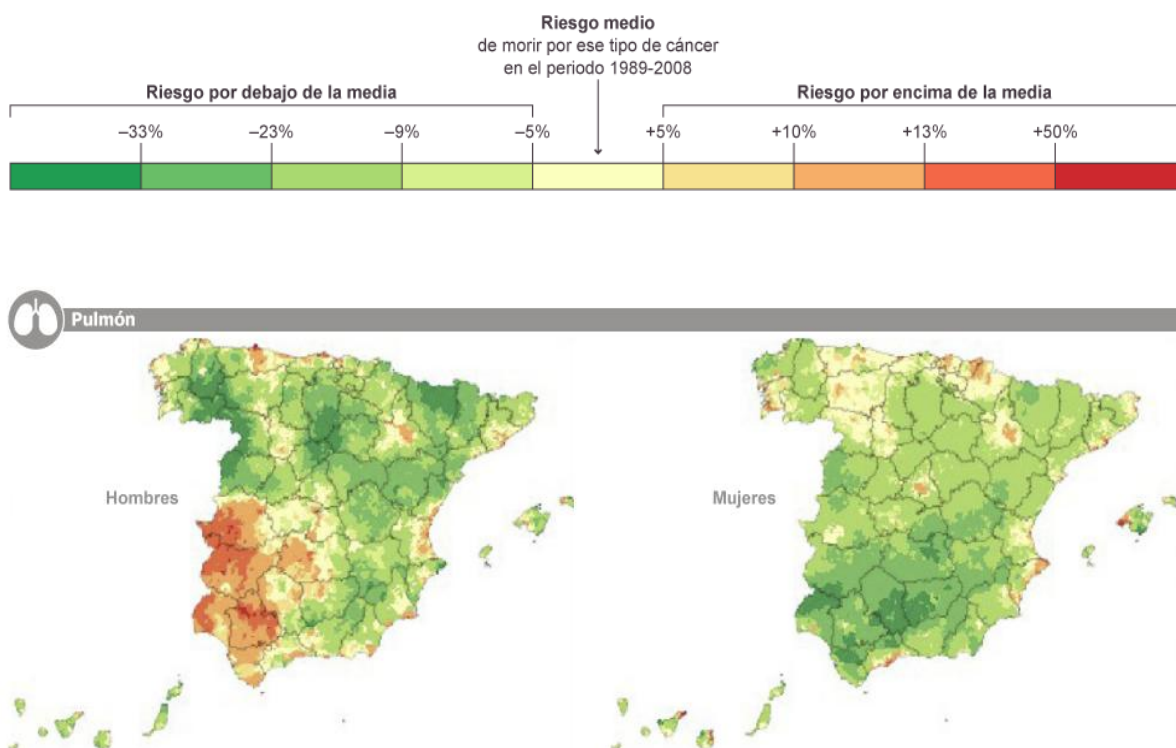 Riesgo medio
de morir por ese tipo de cáncer
en el periodo 1989-2008
Riesgo por debajo de la media
Riesgo por encima de la media
–33% –23% –9% –5% +5% +10% +13% +50%
Pulmón
Hombres
Mujeres